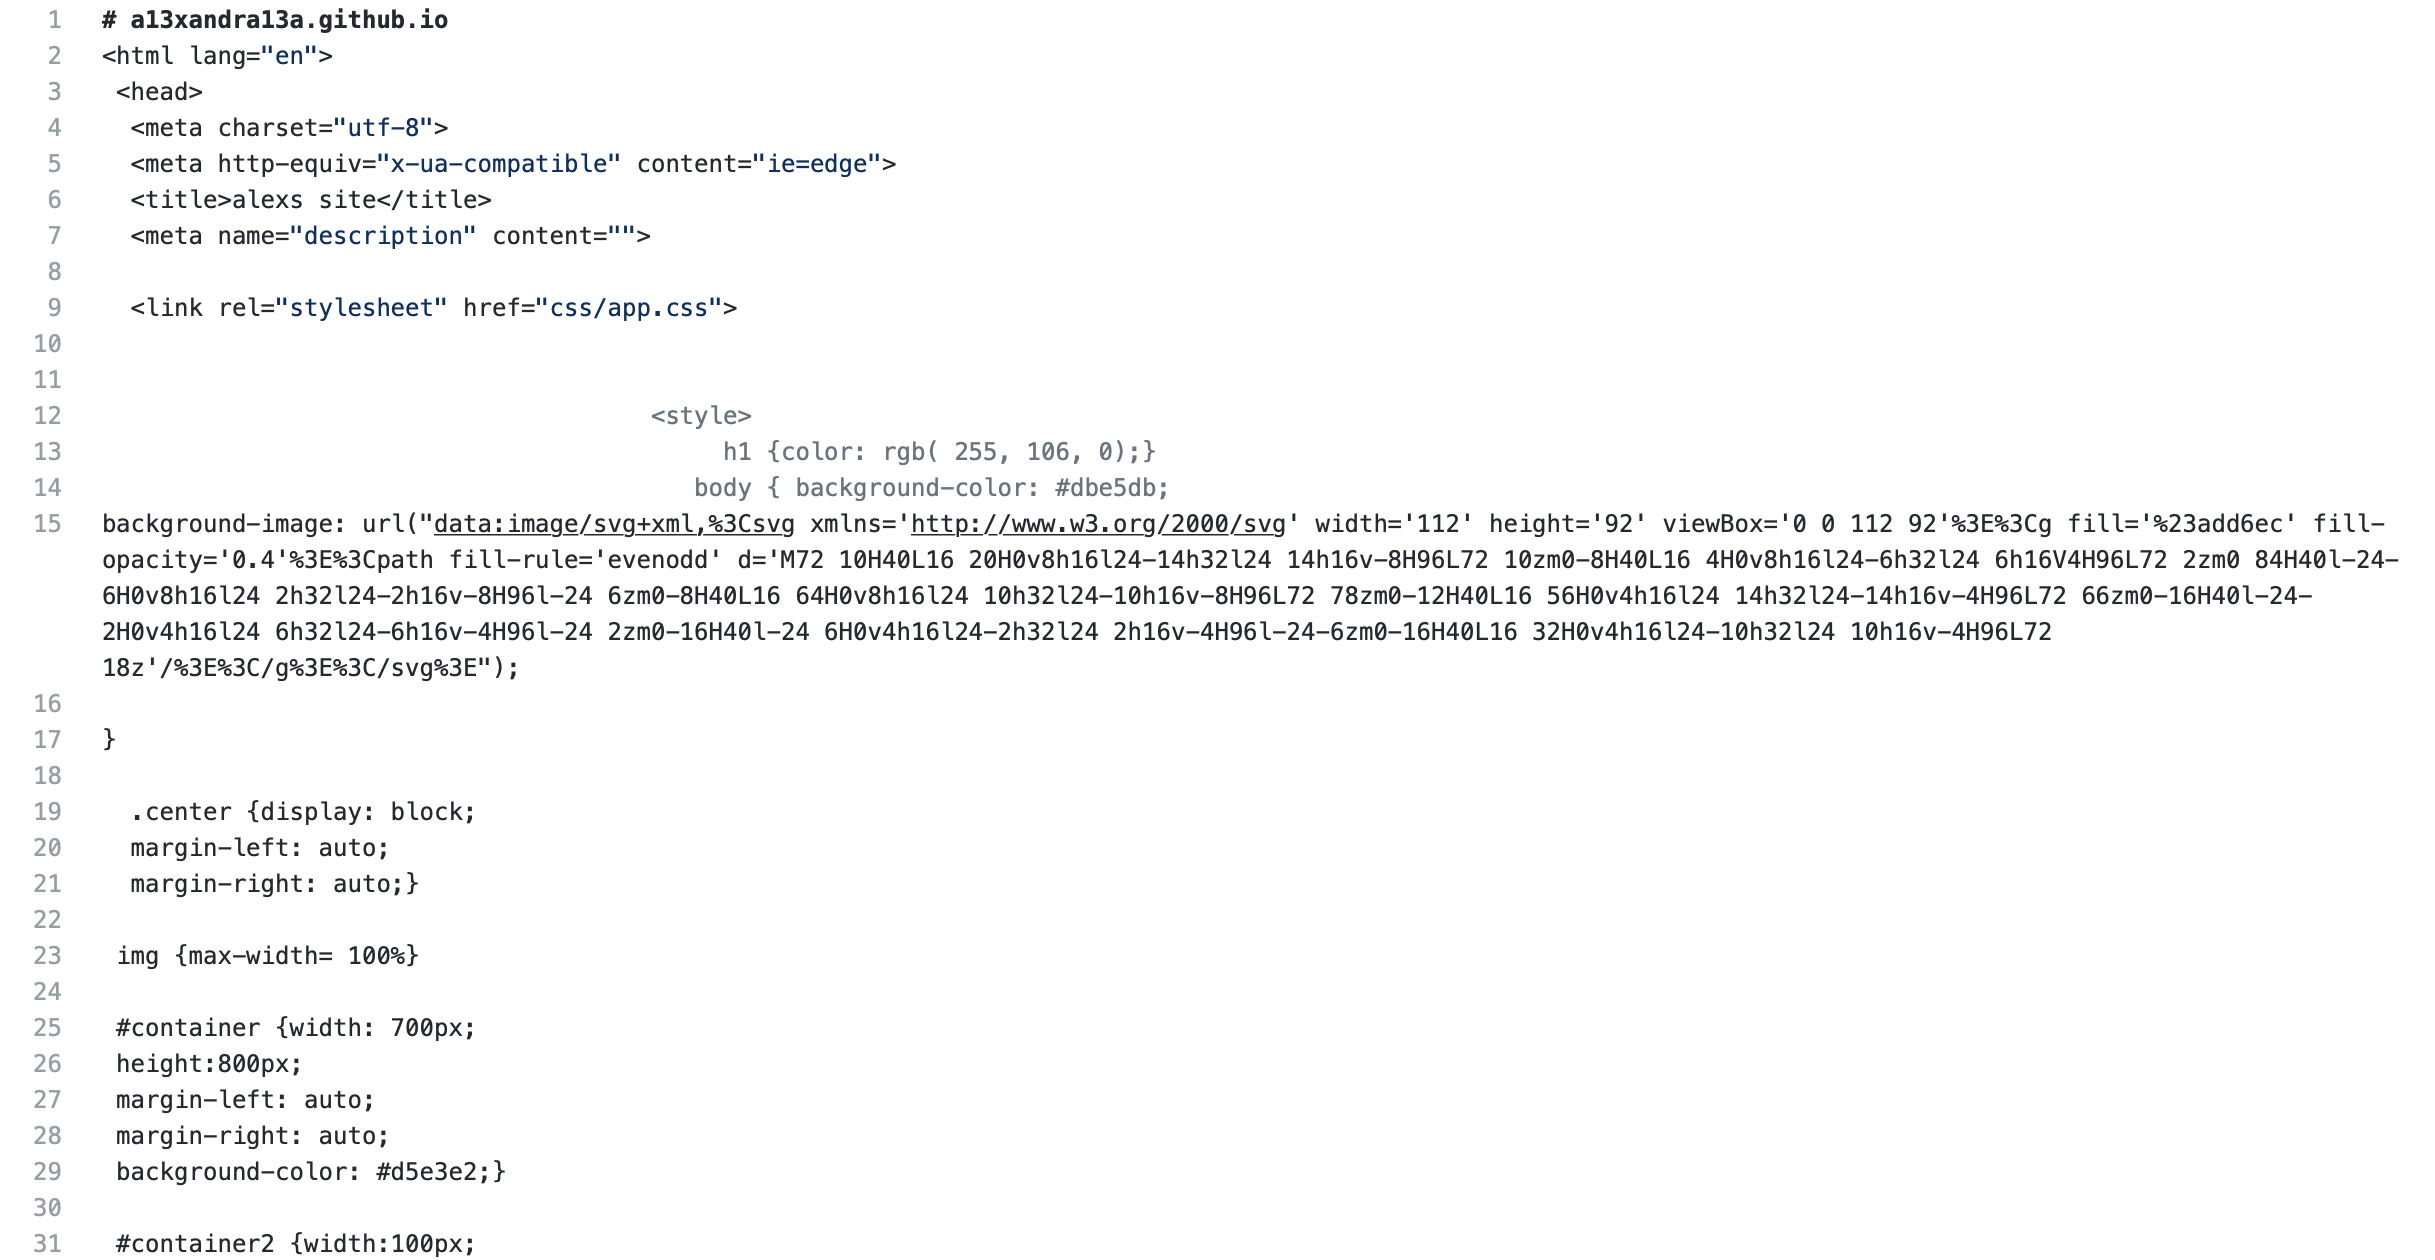 1 # a13xandra13a.github.io
2 <html lang="en">
3 <head>
4 <meta charset="utf-8">
5 <meta http-equiv="x-ua-compatible" content="ie=edge">
6 <title>alexs site</title>
7 <meta name="description" content="">
8
9 <link rel="stylesheet" href="css/app.css">
10
11
12 <style>
13 h1 {color: rgb( 255, 106, 0);}
14 body { background-color: #dbe5db;
15 background-image: url("data:image/svg+xml,%3Csvg xmlns='http://www.w3.org/2000/svg' width='112' height='92' viewBox='0 0 112 92'%3E%3Cg fill='%23add6ec' fill-
opacity='0.4'%3E%3Cpath fill-rule='evenodd' d='M72 10H40L16 20H0v8h16l24-14h32l24 14h16v-8H96L72 10zm0-8H40L16 4H0v8h16l24-6h32l24 6h16V4H96L72 2zm0 84H40l-24-
6H0v8h16l24 2h32l24-2h16v-8H96l-24 6zm0-8H40L16 64H0v8h16l24 10h32l24-10h16v-8H96L72 78zm0-12H40L16 56H0v4h16l24 14h32l24-14h16v-4H96L72 66zm0-16H40l-24-
2H0v4h16l24 6h32l24-6h16v-4H96l-24 2zm0-16H40l-24 6H0v4h16l24-2h32l24 2h16v-4H96l-24-6zm0-16H40L16 32H0v4h16l24-10h32l24 10h16v-4H96L72
18z'/%3E%3C/g%3E%3C/svg%3E");
16
17 }
18
19 .center {display: block;
20 margin-left: auto;
21 margin-right: auto;}
22
23 img {max-width= 100%}
24
25 #container {width: 700px;
26 height:800px;
27 margin-left: auto;
28 margin-right: auto;
29 background-color: #d5e3e2;}
30
31 #container2 {width:100px;